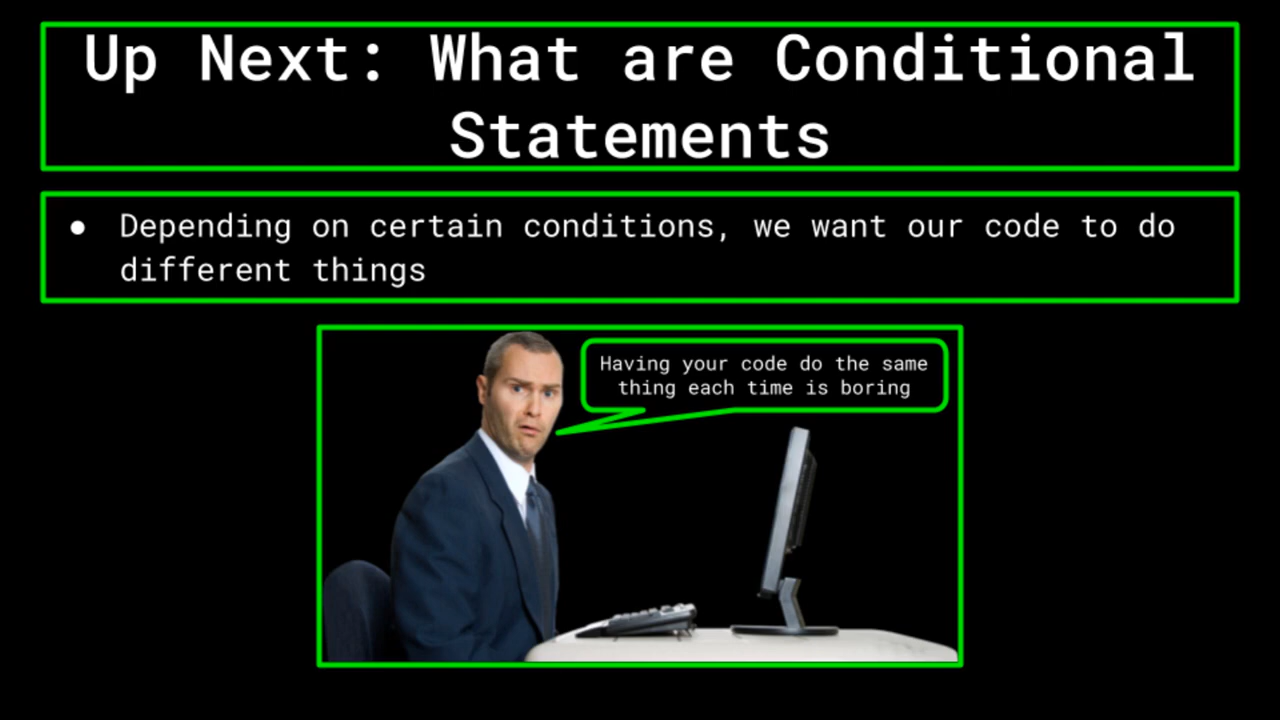 Up Next: What are Conditional
Statements
● Depending on certain conditions, we want our code to do
different things
Having your code do the same
thing each time is boring